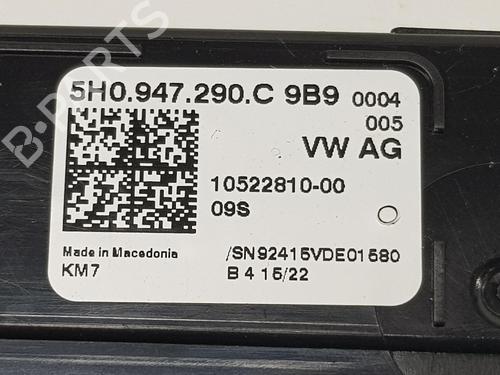 5H0.947.290.C 9B9 0004
005
VW AG
10522810-00
09S
Made in Macedonia
KM7
/SN92415VDE01580
B 4 15/22
B-PARTS